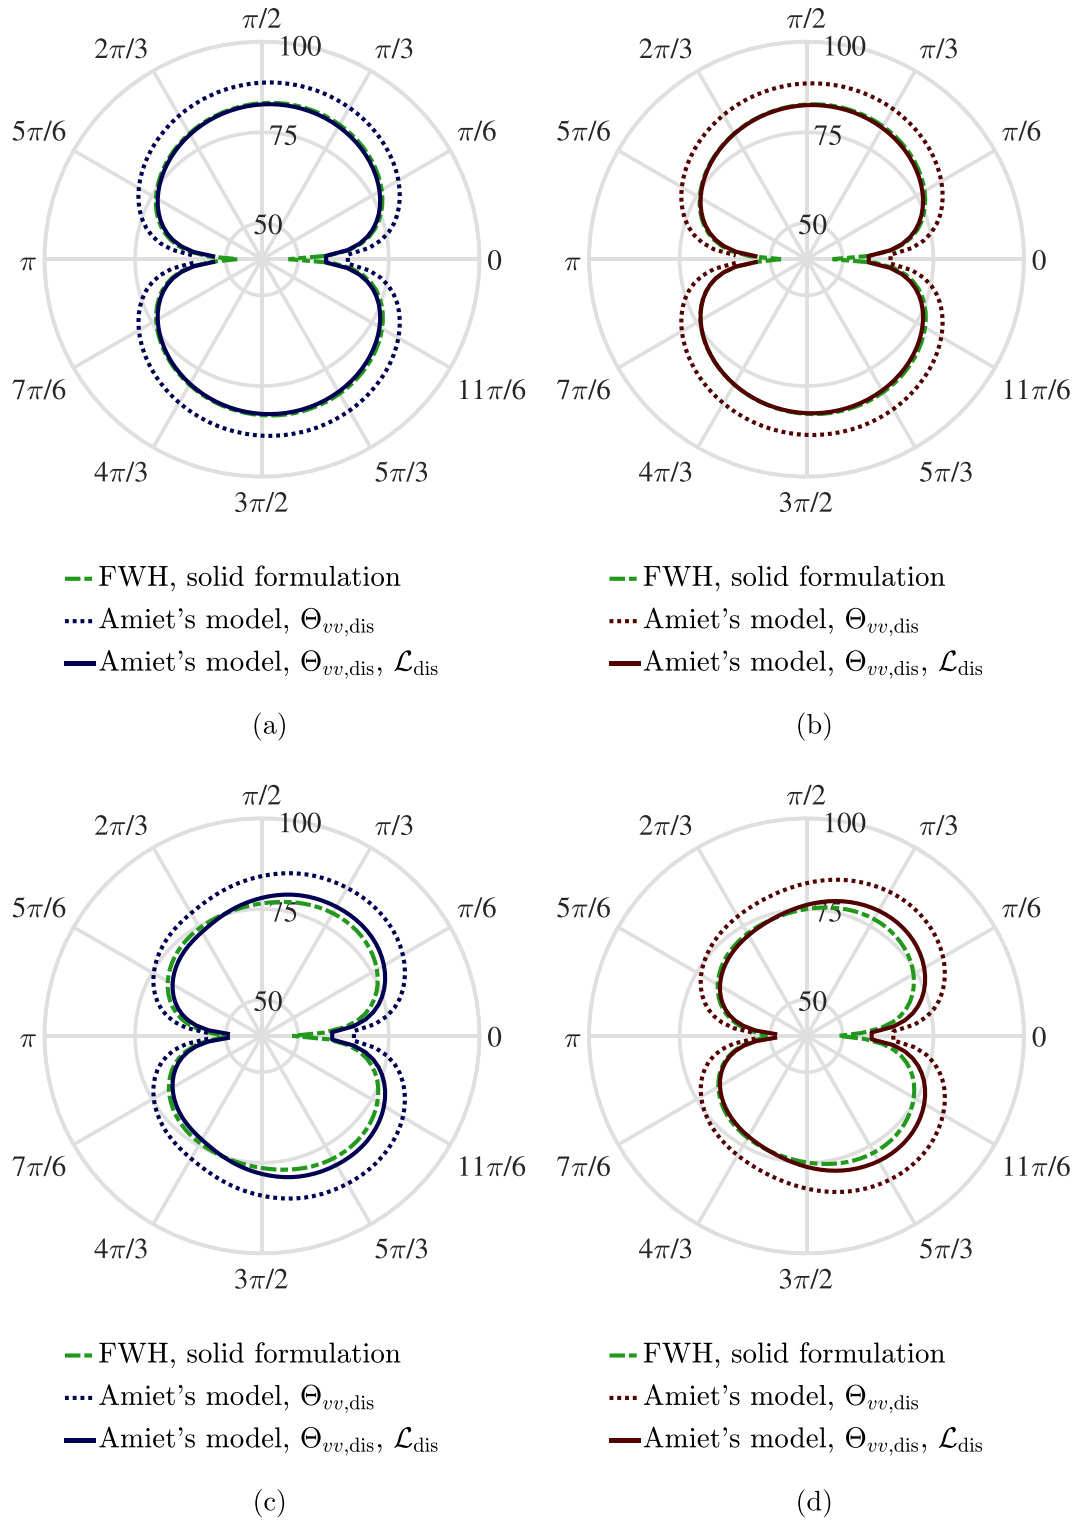 π/2 π/2
2π/3 100 π/3 2π/3 100 π/3
5π/6 75 π/6 5π/6 75 π/6
50 50
π 0 π 0
7π/6 11π/6 7π/6 11π/6
4π/3 5π/3 4π/3 5π/3
3π/2 3π/2
FWH, solid formulation FWH, solid formulation
Amiet's model, Θvv,dis Amiet's model, Θvv,dis
Amiet's model, Θvv,dis, ℒdis Amiet's model, Θvv,dis, ℒdis
(a) (b)
π/2 π/2
2π/3 100 π/3 2π/3 100 π/3
5π/6 75 π/6 5π/6 75 π/6
50 50
π 0 π 0
7π/6 11π/6 7π/6 11π/6
4π/3 5π/3 4π/3 5π/3
3π/2 3π/2
FWH, solid formulation FWH, solid formulation
Amiet's model, Θvv,dis Amiet's model, Θvv,dis
Amiet's model, Θvv,dis, ℒdis Amiet's model, Θvv,dis, ℒdis
(c) (d)